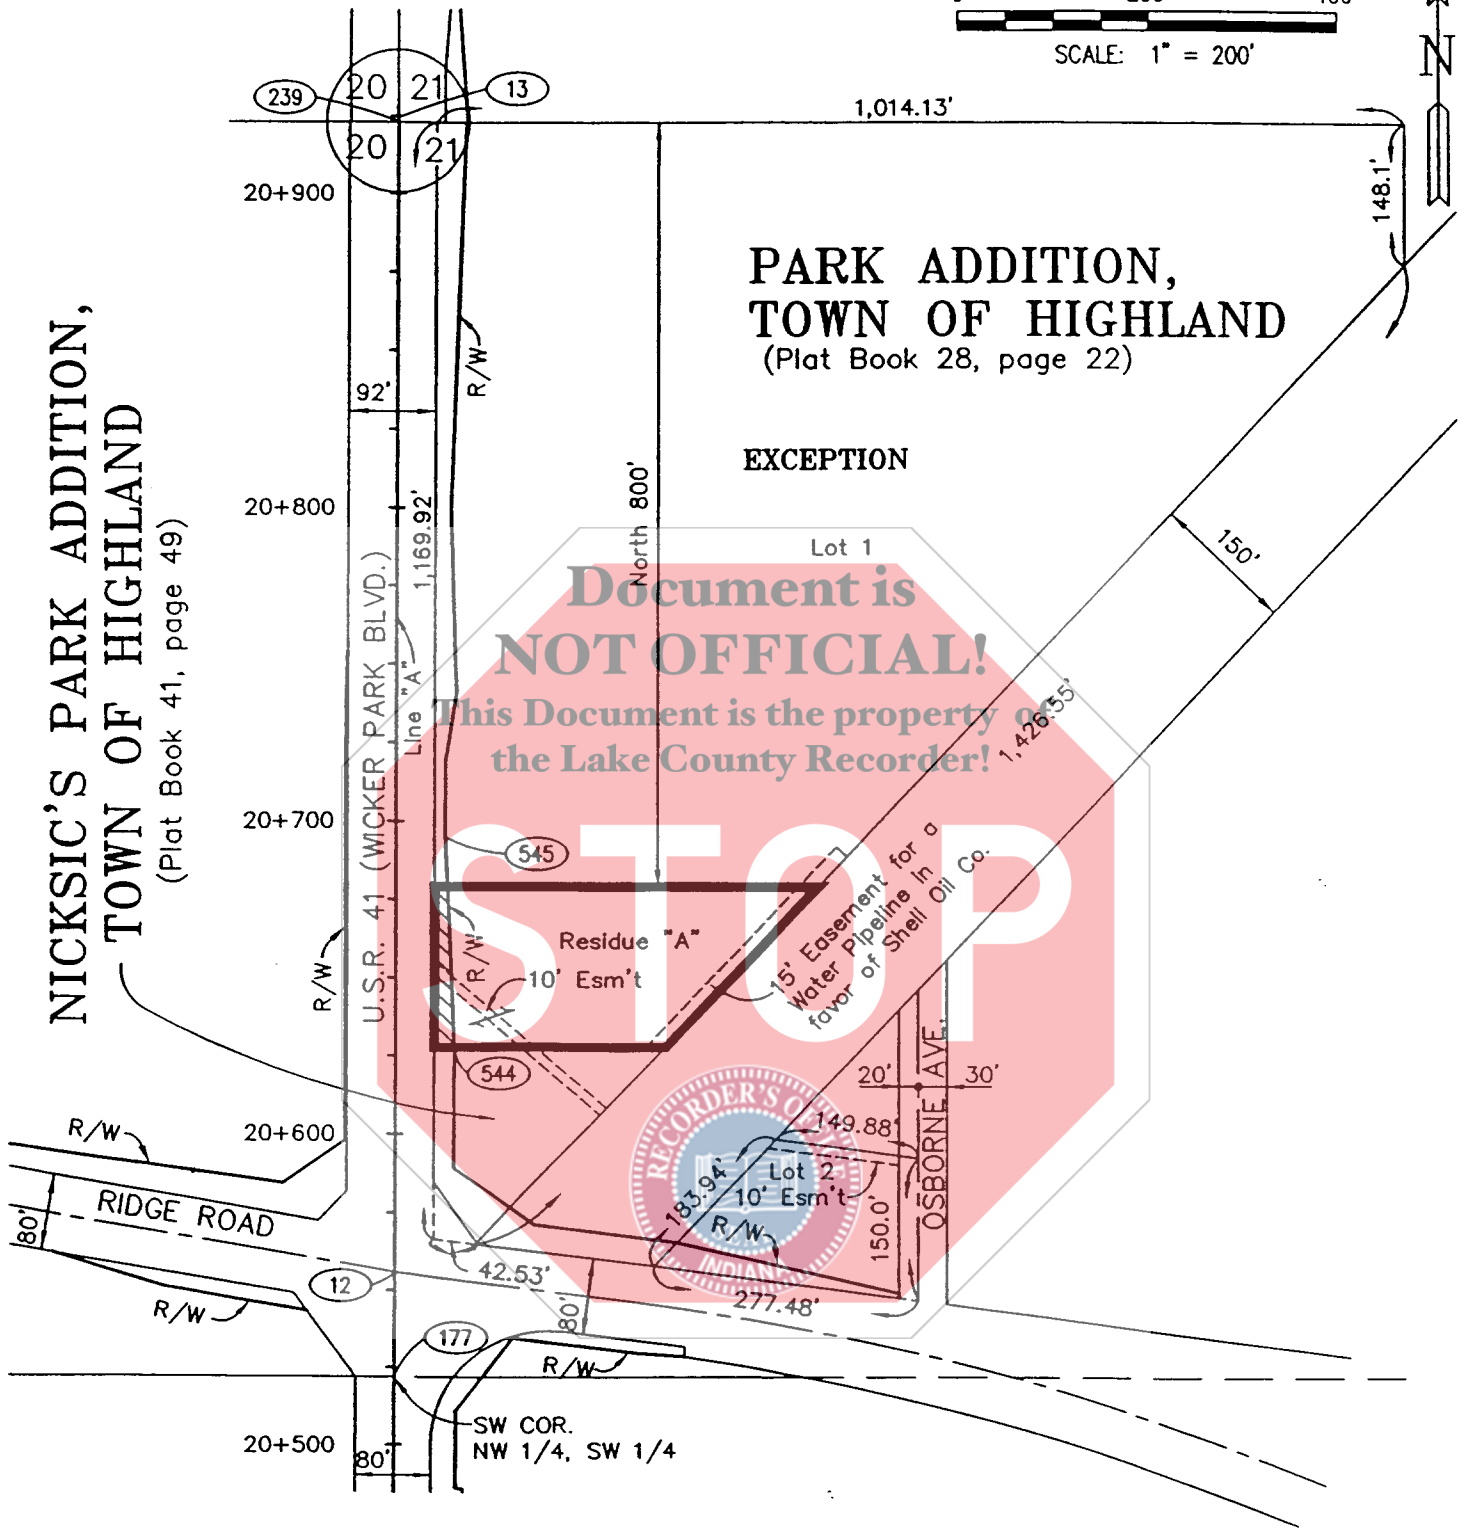 SCALE: 1" = 200'
N
239
20 21
13
20 21
1,014.13'
148.1'
20+900
PARK ADDITION,
TOWN OF HIGHLAND
(Plat Book 28, page 22)
NICKSIC'S PARK ADDITION,
TOWN OF HIGHLAND
(Plat Book 41, page 49)
R/W
92'
EXCEPTION
North 800'
1,169.92'
20+800
Lot 1
150'
Document is
NOT OFFICIAL!
This Document is the property of
the Lake County Recorder!
STOP
U.S.R. 41 (WICKER PARK BLVD.)
Line "A"
1,426.55'
20+700
545
15' Easement for a
Water Pipeline In
favor of Shell Oil Co.
Residue "A"
R/W
10' Esm't
R/W
544
20' 30'
OSBORNE AVE.
RECORDER'S OFFICE
INDIANA
149.88'
20+600
R/W
Lot 2
10' Esm't
183.94'
R/W
150.0'
RIDGE ROAD
80'
42.53'
12
277.48'
80'
R/W
177
R/W
SW COR.
NW 1/4, SW 1/4
20+500
80'